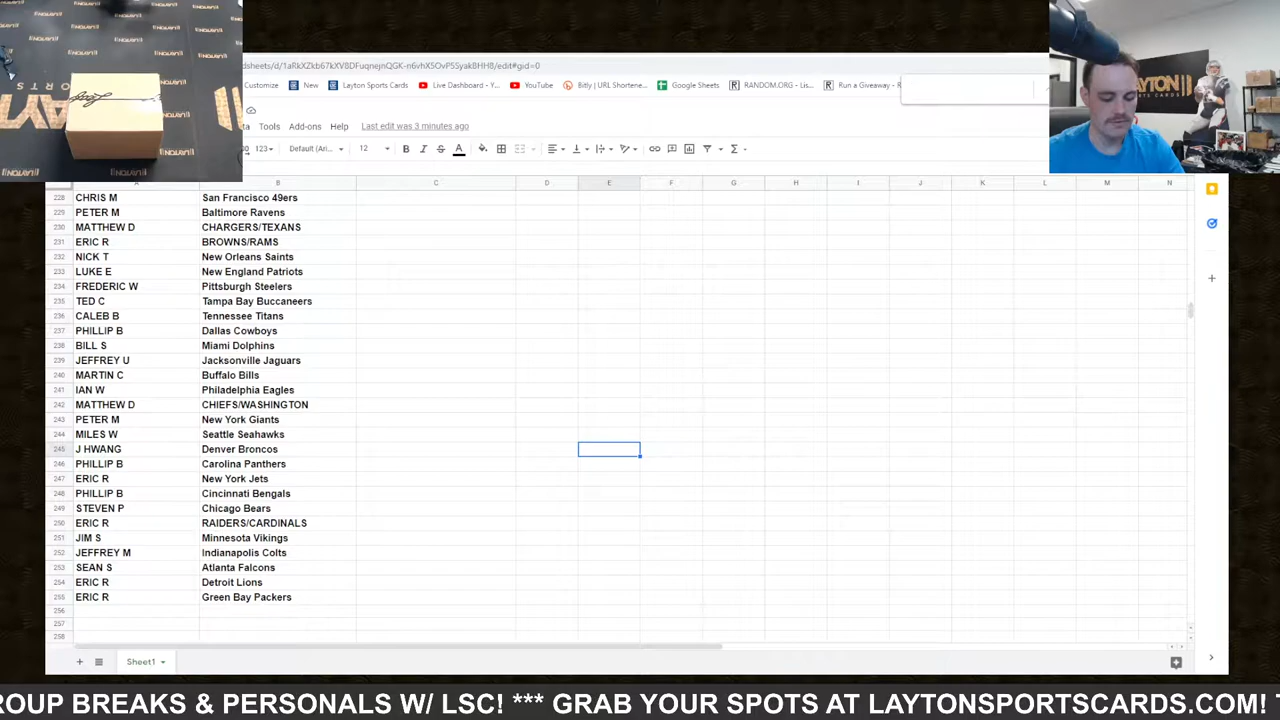 dsheets/d/1aRkXZkb67kXV8DFuqnejnQGK-n6vhX5OvP5Syak8HH8/edit#gid=0
Customize New Layton Sports Cards Live Dashboard - Y... YouTube Bitly | URL Shortene... Google Sheets RANDOM.ORG - Lis... Run a Giveaway - R
Tools Add-ons Help Last edit was 3 minutes ago
123 Default (Ari... 12 B I S A
A B C D E F G H I J K L M N
228 CHRIS M San Francisco 49ers
229 PETER M Baltimore Ravens
230 MATTHEW D CHARGERS/TEXANS
231 ERIC R BROWNS/RAMS
232 NICK T New Orleans Saints
233 LUKE E New England Patriots
234 FREDERIC W Pittsburgh Steelers
235 TED C Tampa Bay Buccaneers
236 CALEB B Tennessee Titans
237 PHILLIP B Dallas Cowboys
238 BILL S Miami Dolphins
239 JEFFREY U Jacksonville Jaguars
240 MARTIN C Buffalo Bills
241 IAN W Philadelphia Eagles
242 MATTHEW D CHIEFS/WASHINGTON
243 PETER M New York Giants
244 MILES W Seattle Seahawks
245 J HWANG Denver Broncos
246 PHILLIP B Carolina Panthers
247 ERIC R New York Jets
248 PHILLIP B Cincinnati Bengals
249 STEVEN P Chicago Bears
250 ERIC R RAIDERS/CARDINALS
251 JIM S Minnesota Vikings
252 JEFFREY M Indianapolis Colts
253 SEAN S Atlanta Falcons
254 ERIC R Detroit Lions
255 ERIC R Green Bay Packers
256
257
258
Sheet1
ROUP BREAKS & PERSONALS W/ LSC! *** GRAB YOUR SPOTS AT LAYTONSPORTSCARDS.COM!